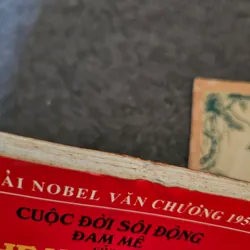 ẢI NOBEL VĂN CHƯƠNG 195
CUỘC ĐỜI SÔI ĐỘNG
ĐAM MÊ